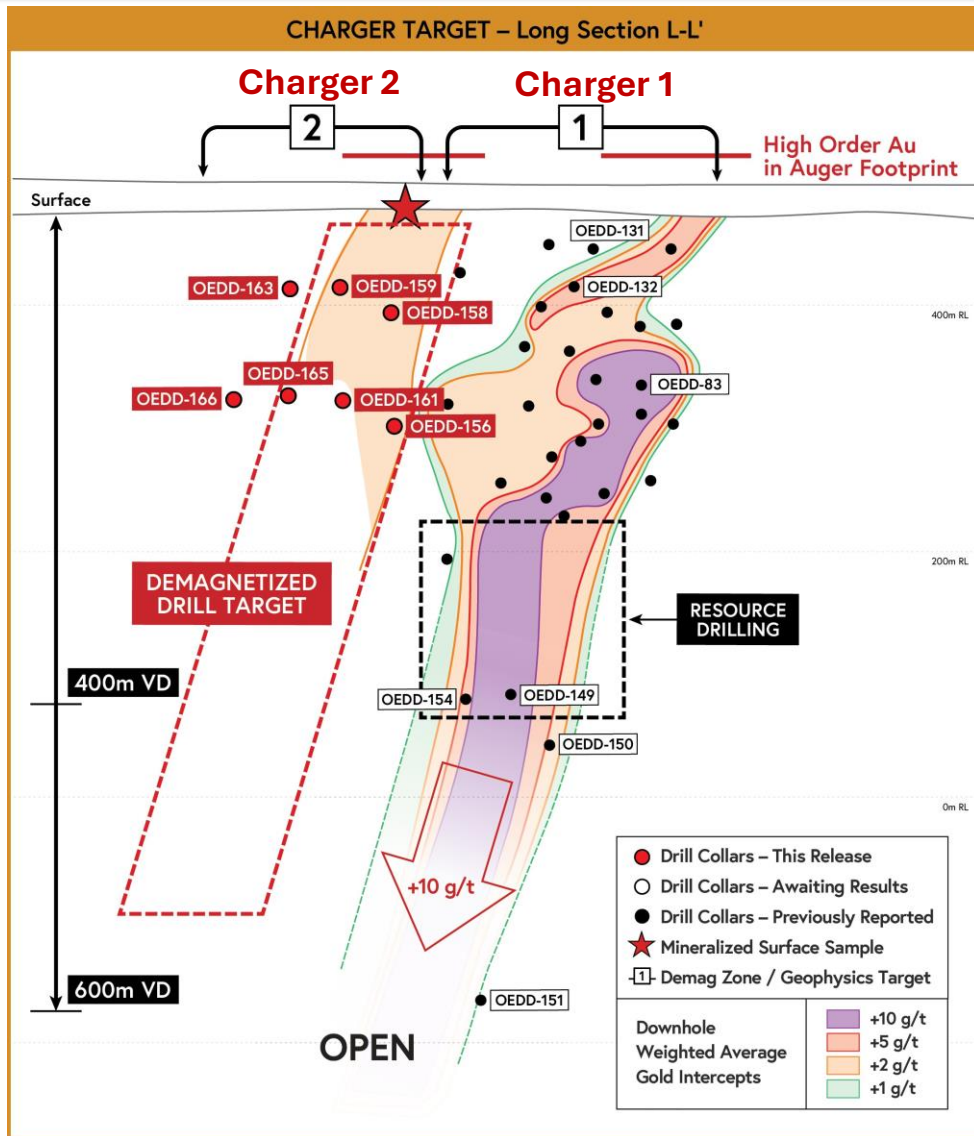 CHARGER TARGET – Long Section L-L'
Charger 2
Charger 1
2
1
High Order Au
in Auger Footprint
Surface
OEDD-131
OEDD-163
OEDD-159
OEDD-132
OEDD-158
400m RL
OEDD-165
OEDD-83
OEDD-166
OEDD-161
OEDD-156
200m RL
DEMAGNETIZED
DRILL TARGET
RESOURCE
DRILLING
400m VD
OEDD-154
OEDD-149
OEDD-150
0m RL
+10 g/t
600m VD
OEDD-151
OPEN
Drill Collars – This Release
Drill Collars – Awaiting Results
Drill Collars – Previously Reported
Mineralized Surface Sample
1 Demag Zone / Geophysics Target
Downhole
Weighted Average
Gold Intercepts
+10 g/t
+5 g/t
+2 g/t
+1 g/t